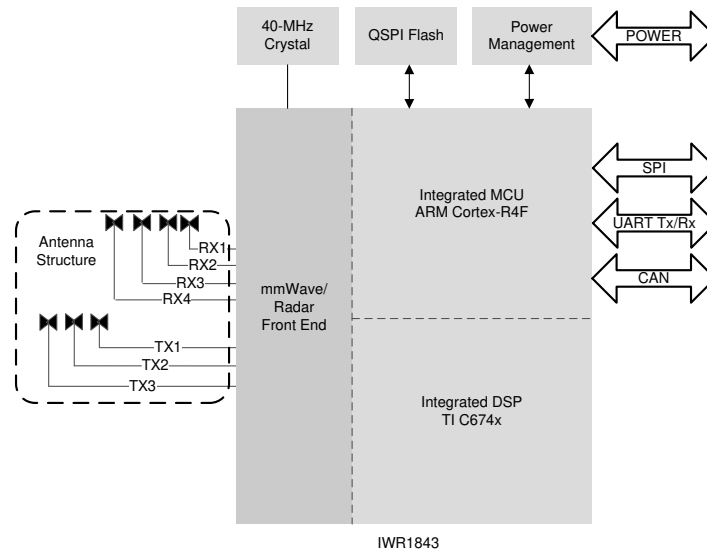 40-MHz
Crystal
QSPI Flash
Power
Management
POWER
SPI
UART Tx/Rx
CAN
Integrated MCU
ARM Cortex-R4F
Antenna
Structure
RX1
RX2
RX3
RX4
TX1
TX2
TX3
mmWave/
Radar
Front End
Integrated DSP
TI C674x
IWR1843